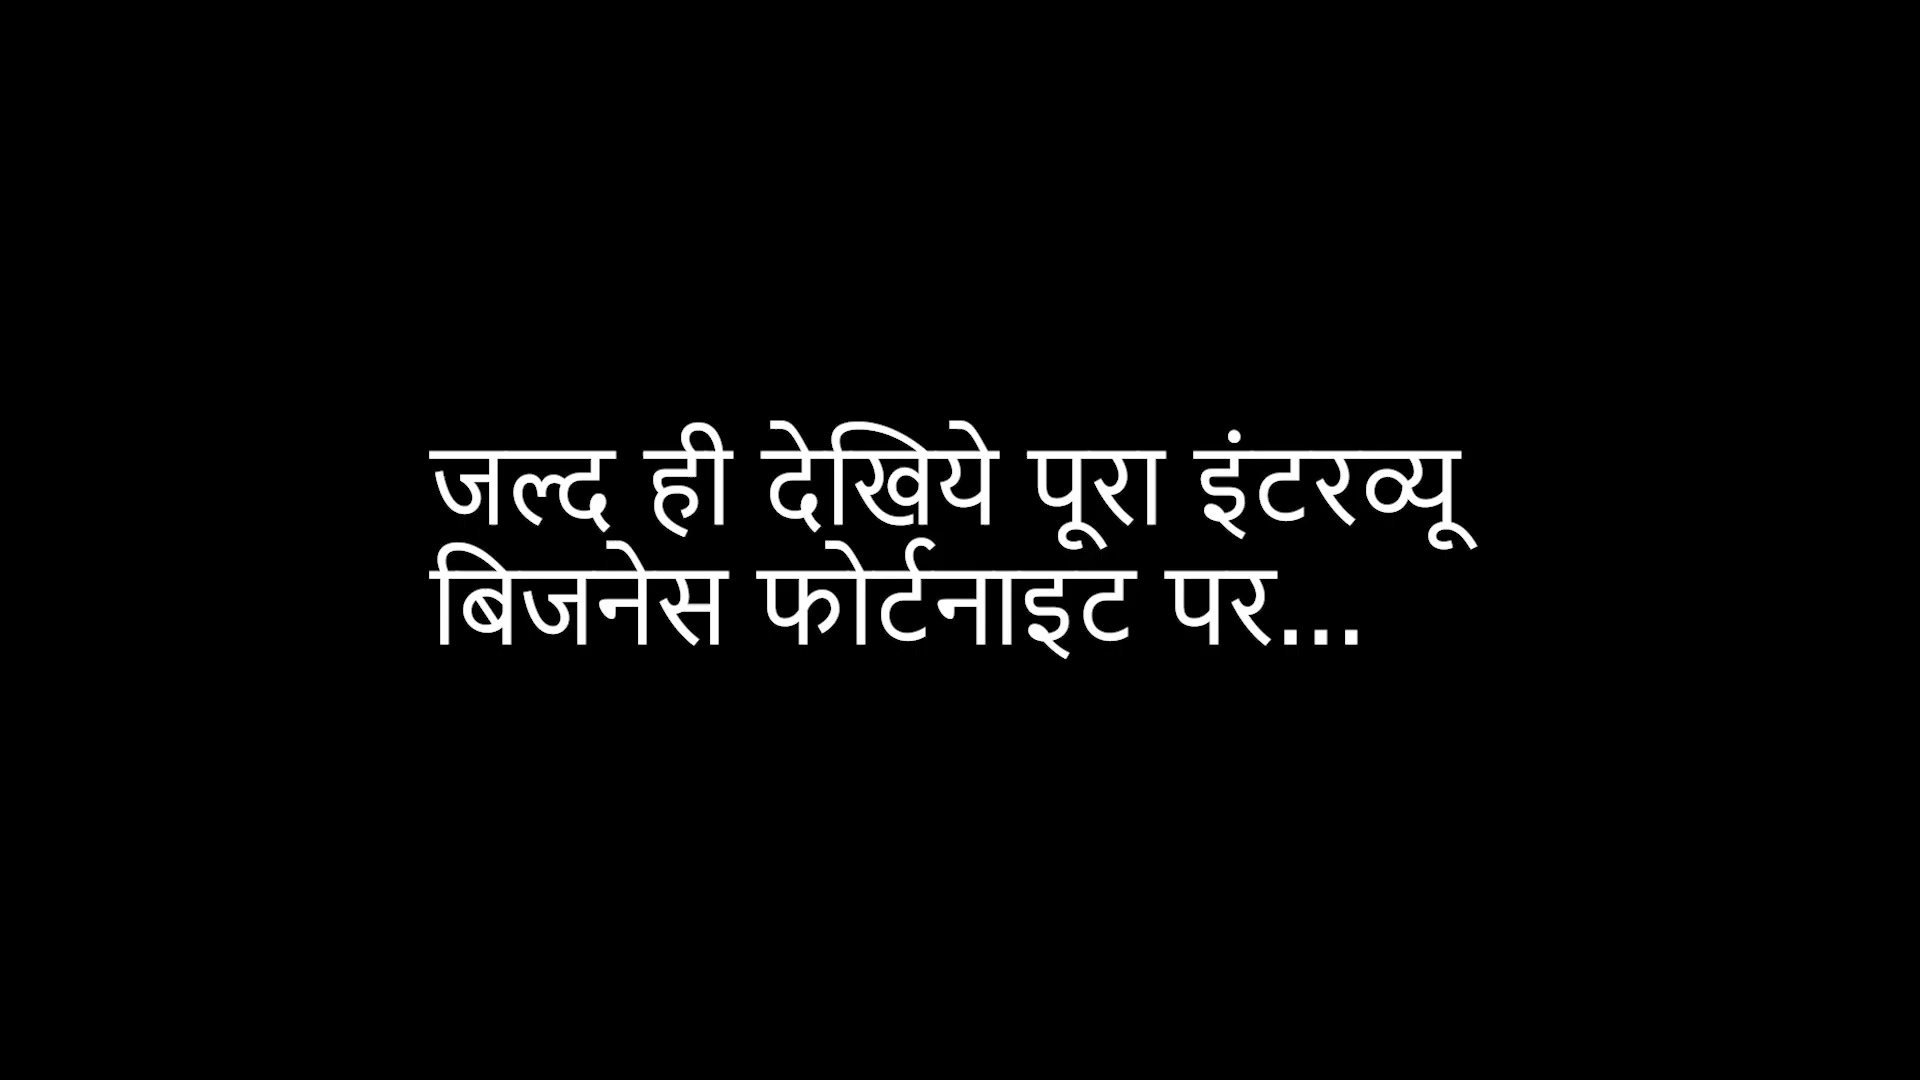 जल्द ही देखिये पूरा इंटरव्यू
बिजनेस फोर्टनाइट पर...